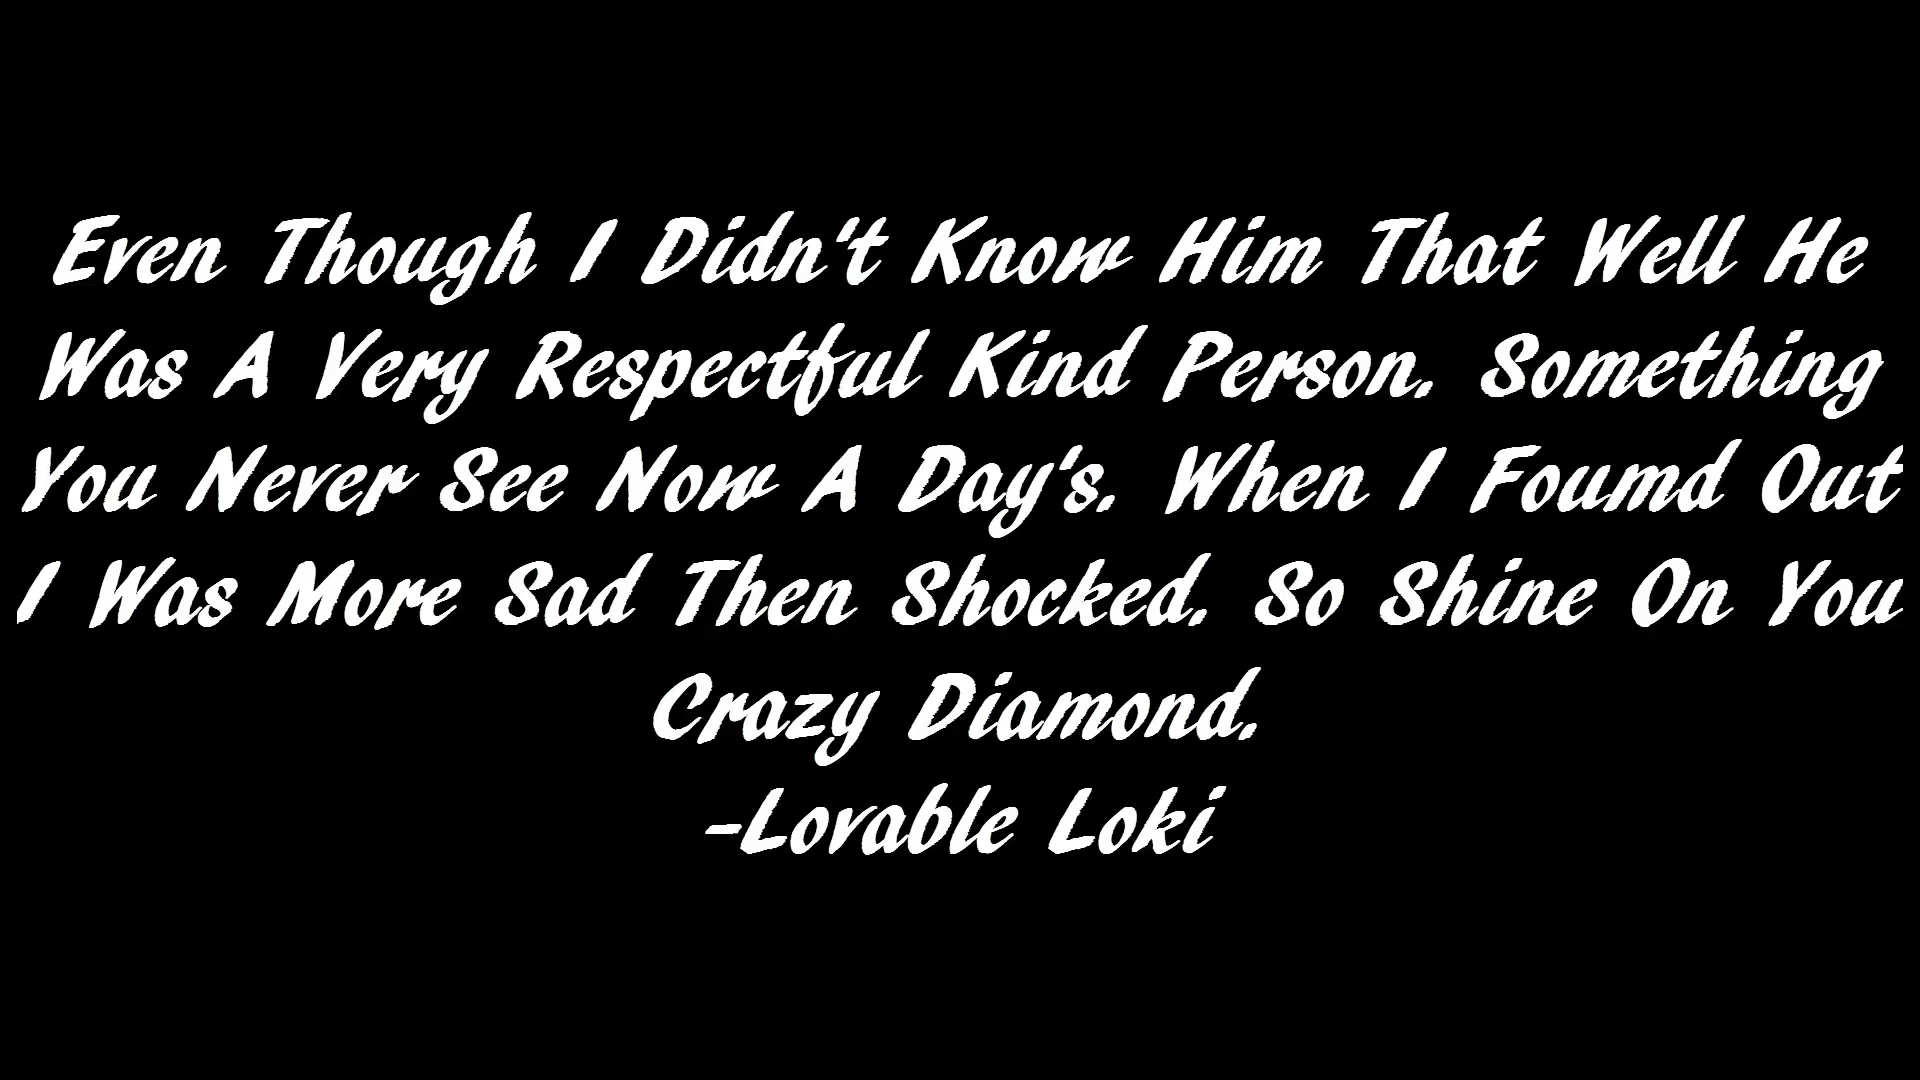 Even Though I Didn't Know Him That Well He
Was A Very Respectful Kind Person. Something
You Never See Now A Day's. When I Foumd Out
I Was More Sad Then Shocked. So Shine On You
Crazy Diamond.
-Lovable Loki